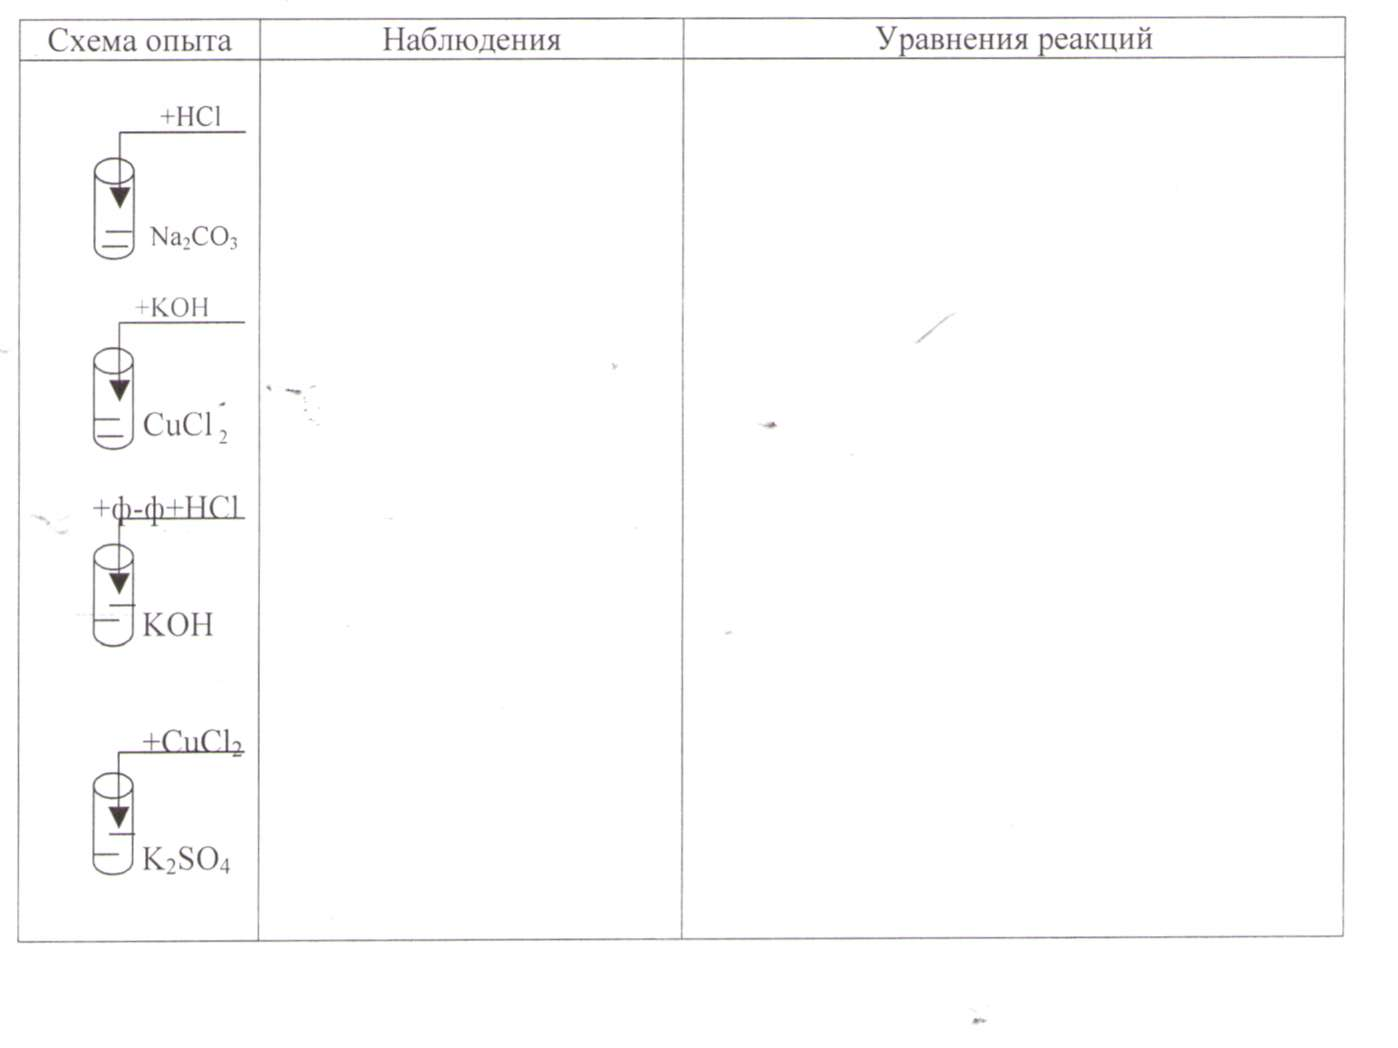 Схема опыта
Наблюдения
Уравнения реакций
+HCl
Na₂CO₃
+KOH
CuCl₂
+ф-ф+HCl
KOH
+CuCl₂
K₂SO₄